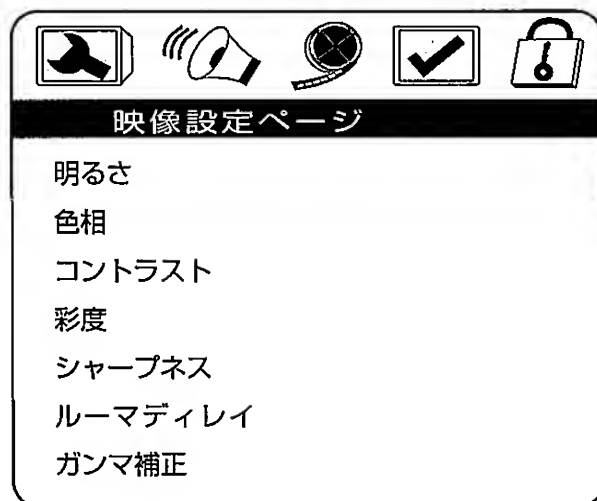 映像設定ページ
明るさ
色相
コントラスト
彩度
シャープネス
ルーマディレイ
ガンマ補正